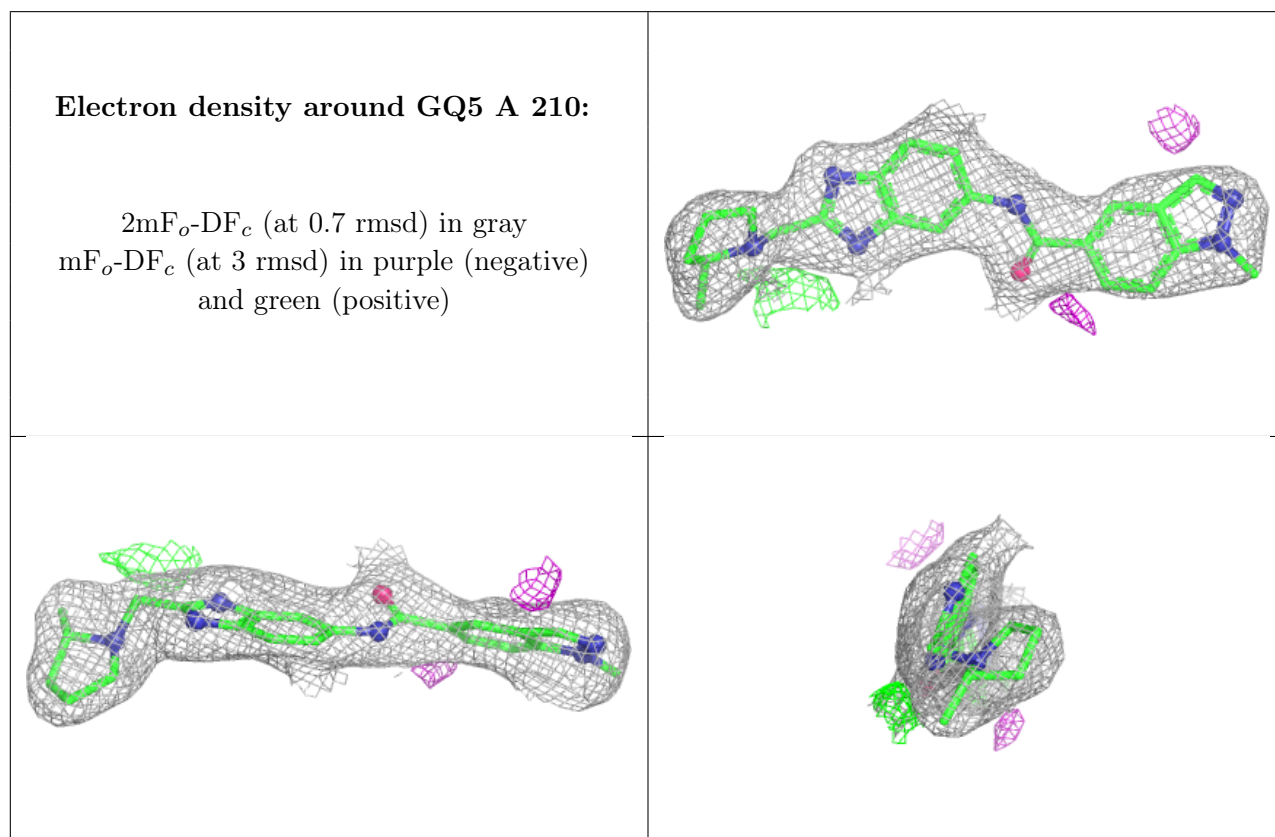 Electron density around GQ5 A 210:
2mFo-DFc (at 0.7 rmsd) in gray
mFo-DFc (at 3 rmsd) in purple (negative)
and green (positive)